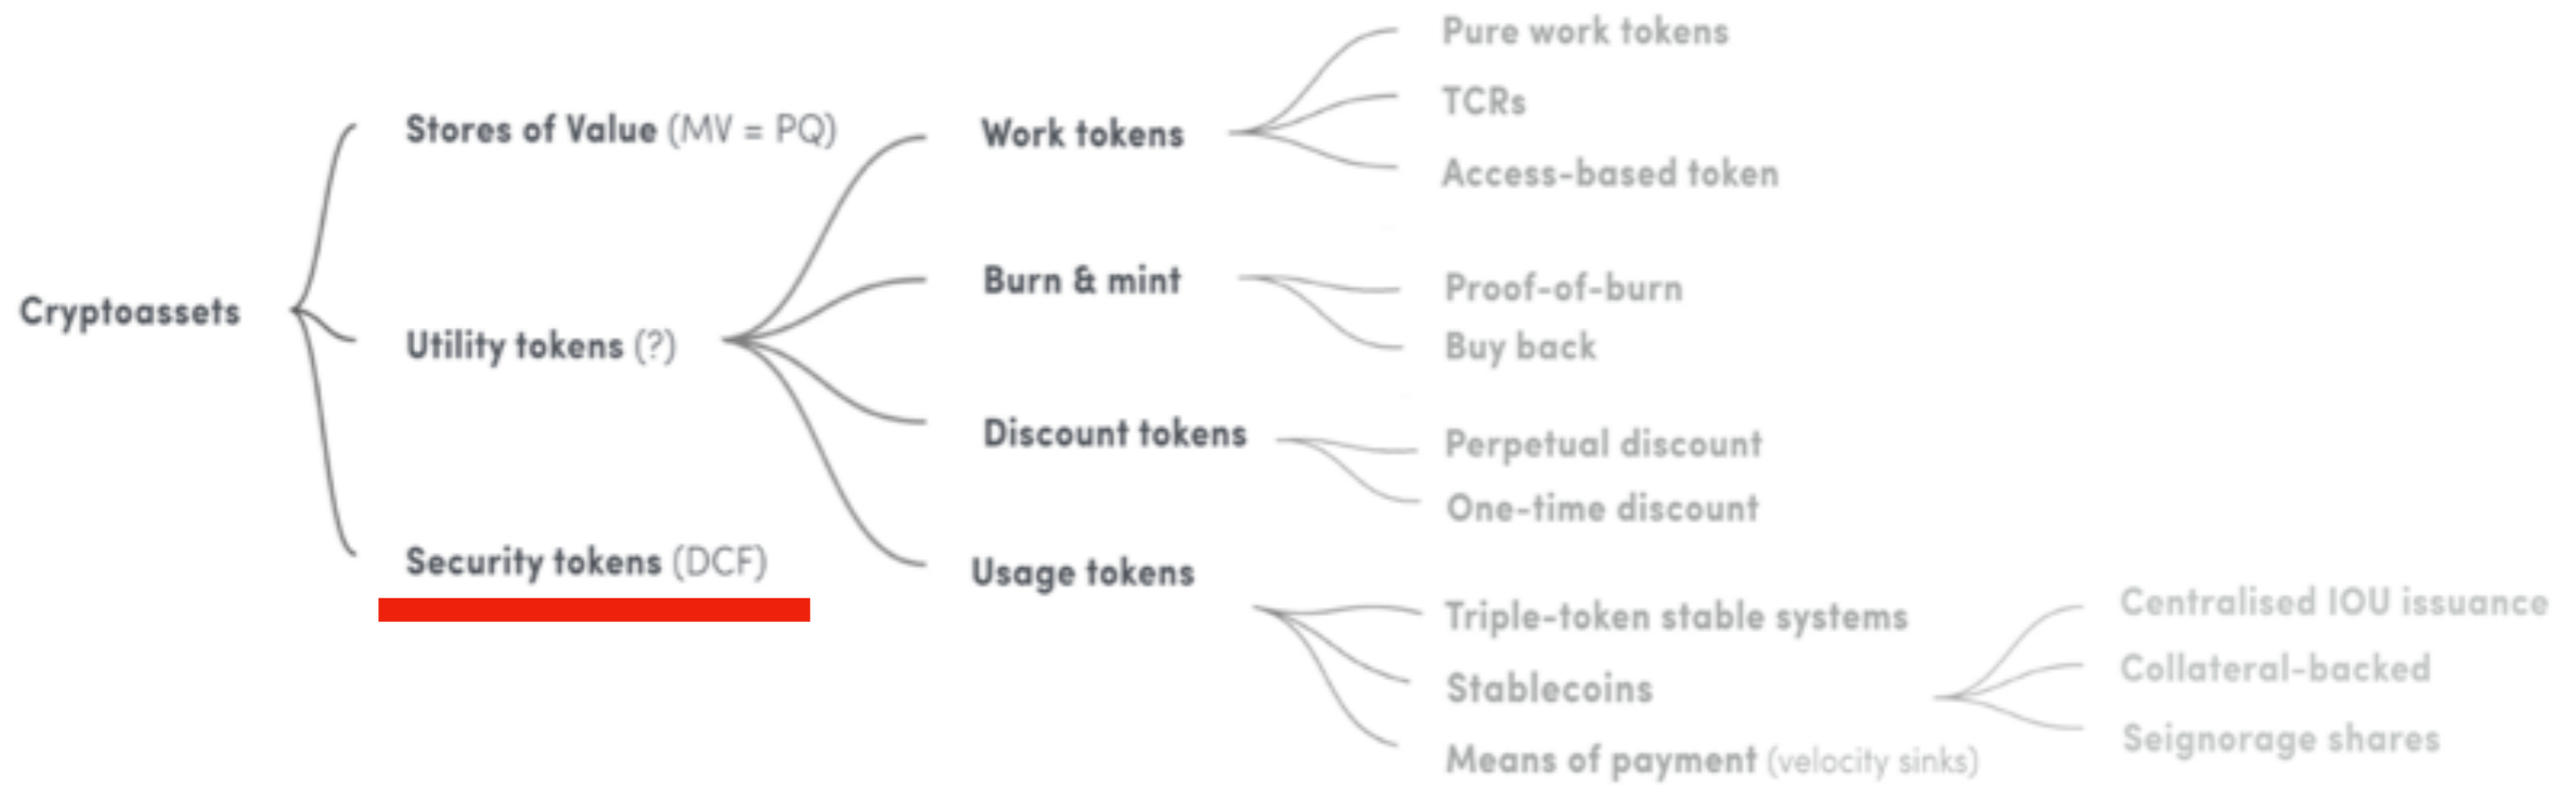 Cryptoassets
Stores of Value (MV = PQ)
Utility tokens (?)
Security tokens (DCF)
Work tokens
Burn & mint
Discount tokens
Usage tokens
Pure work tokens
TCRs
Access-based token
Proof-of-burn
Buy back
Perpetual discount
One-time discount
Triple-token stable systems
Stablecoins
Means of payment (velocity sinks)
Centralised IOU issuance
Collateral-backed
Seignorage shares